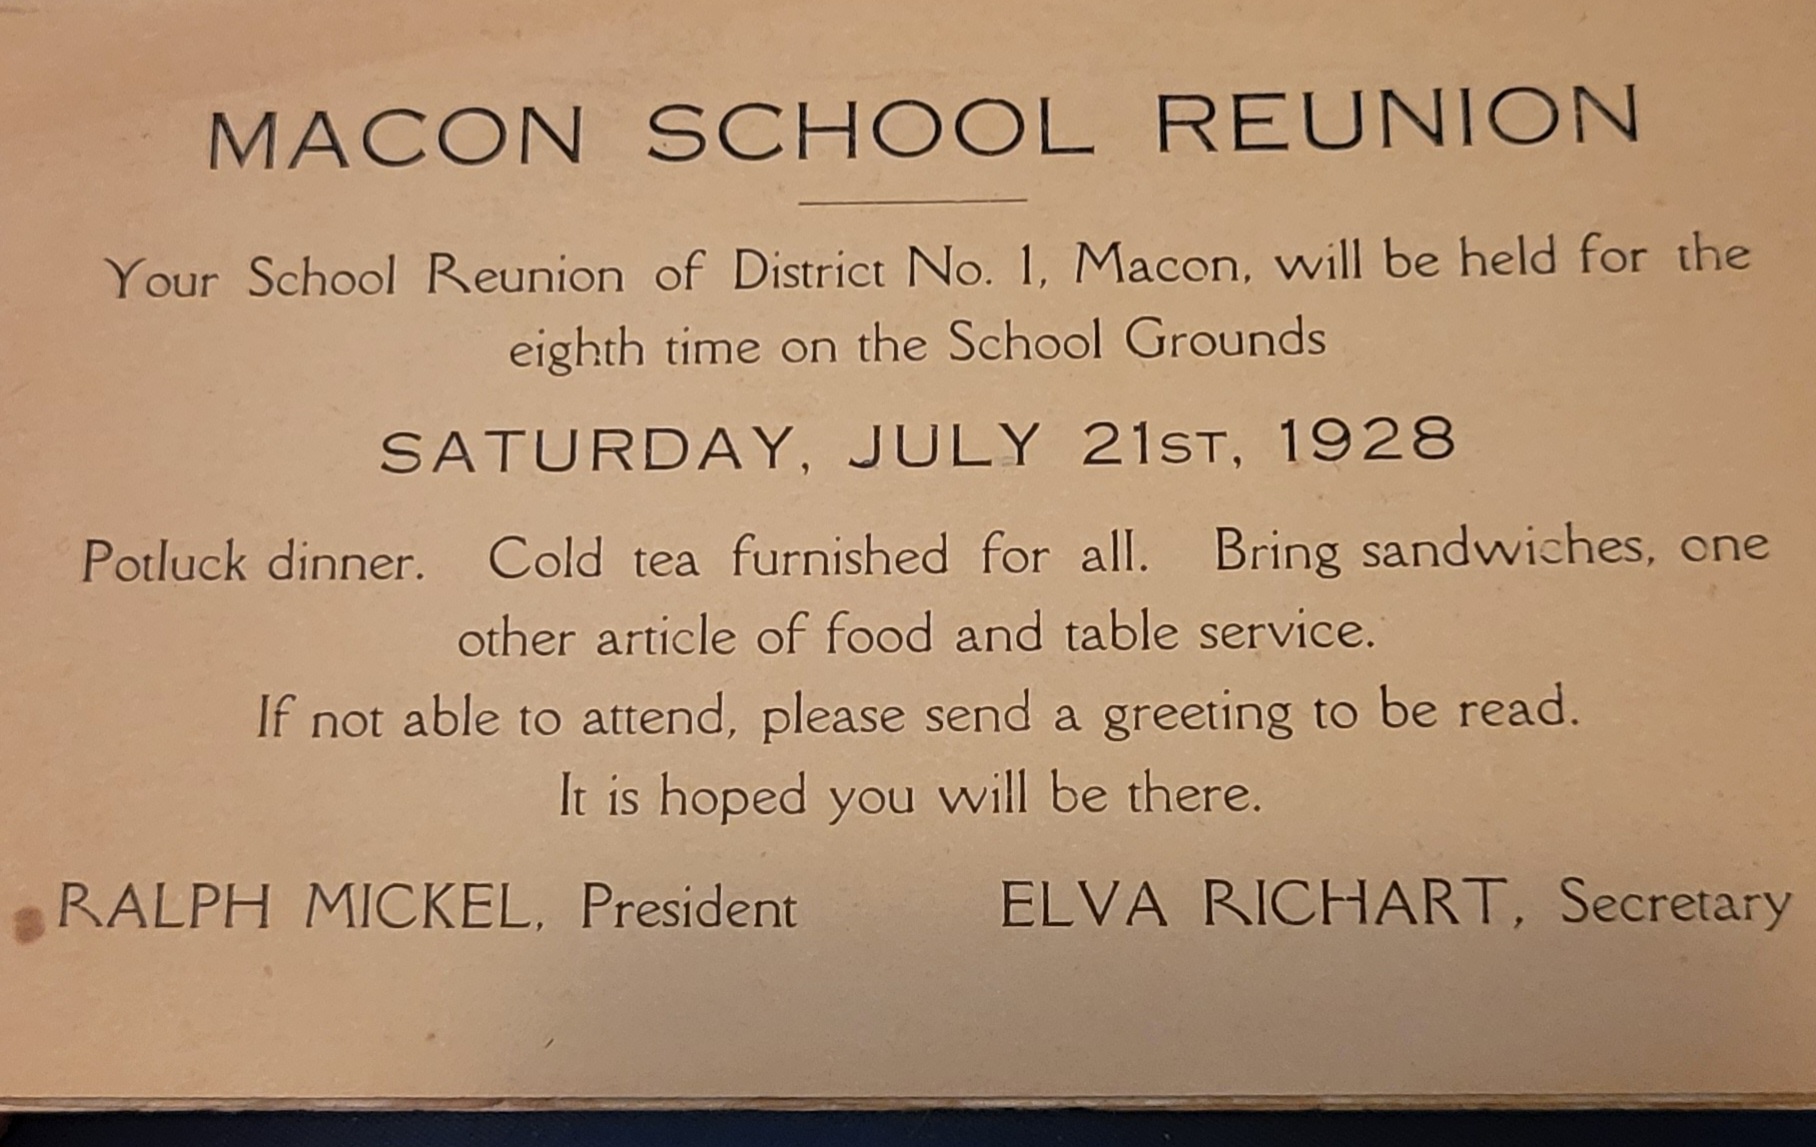 MACON SCHOOL REUNION
Your School Reunion of District No. 1, Macon, will be held for the
eighth time on the School Grounds
SATURDAY, JULY 21ST, 1928
Potluck dinner. Cold tea furnished for all. Bring sandwiches, one
other article of food and table service.
If not able to attend, please send a greeting to be read.
It is hoped you will be there.
RALPH MICKEL, President ELVA RICHART, Secretary